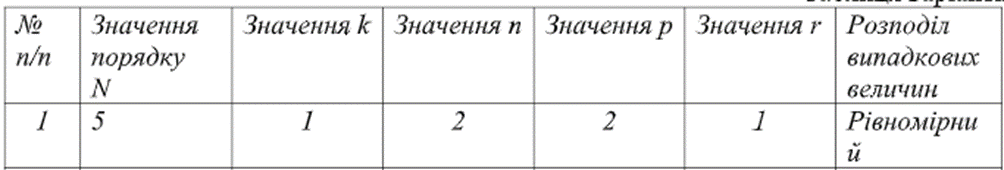 № Значення Значення k Значення n Значення p Значення r Розподіл
п/п порядку випадкових
N величин
1 5 1 2 2 1 Рівномірни
й